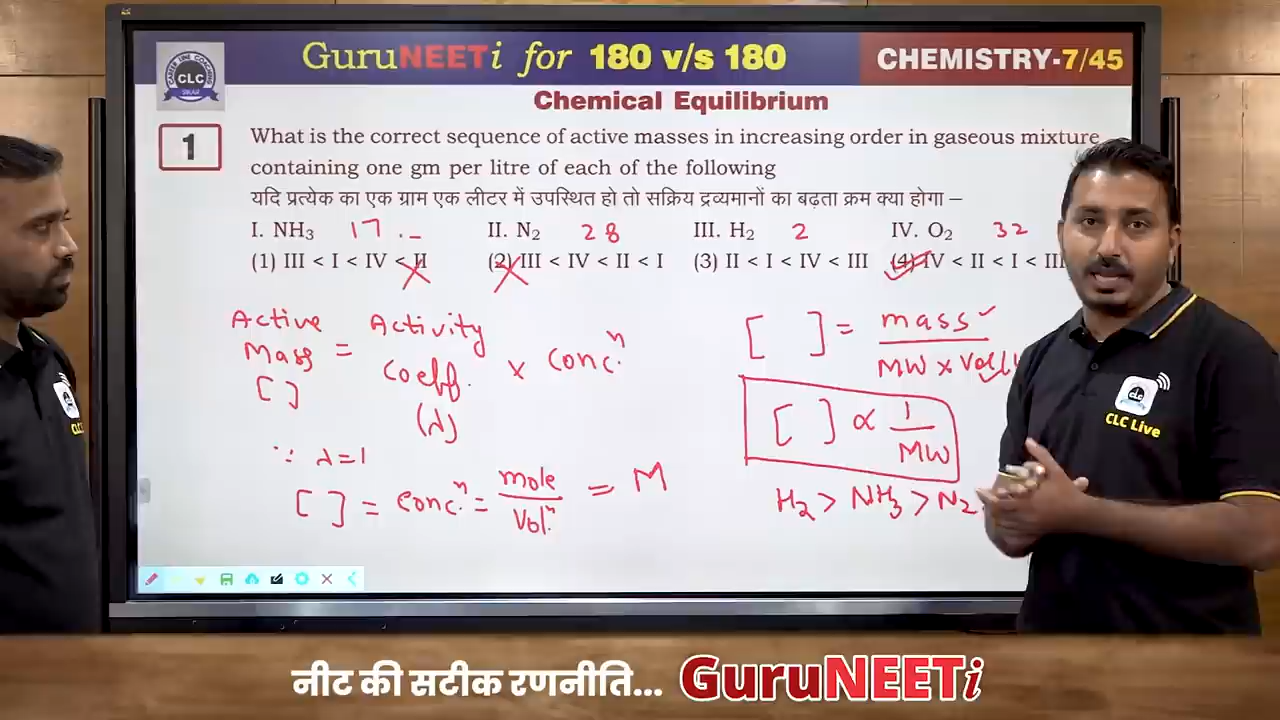 GuruNEETi for 180 v/s 180
CHEMISTRY-7/45
CLC
SIKAR
Chemical Equilibrium
1
What is the correct sequence of active masses in increasing order in gaseous mixture
containing one gm per litre of each of the following
यदि प्रत्येक का एक ग्राम एक लीटर में उपस्थित हो तो सक्रिय द्रव्यमानों का बढ़ता क्रम क्या होगा –
I. NH₃ 17 II. N₂ 28 III. H₂ 2 IV. O₂ 32
(1) III < I < IV < II (2) III < IV < II < I (3) II < I < IV < III (4) IV < II < I < III
Active Mass [ ] = Activity Coeff. (λ) × Concⁿ.
∵ λ=1
[ ] = Concⁿ. = mole/Volⁿ. = M
[ ] = mass/MW × Vol
[ ] ∝ 1/MW
H₂ > NH₃ > N₂
CLC
CLC Live
नीट की सटीक रणनीति... GuruNEETi